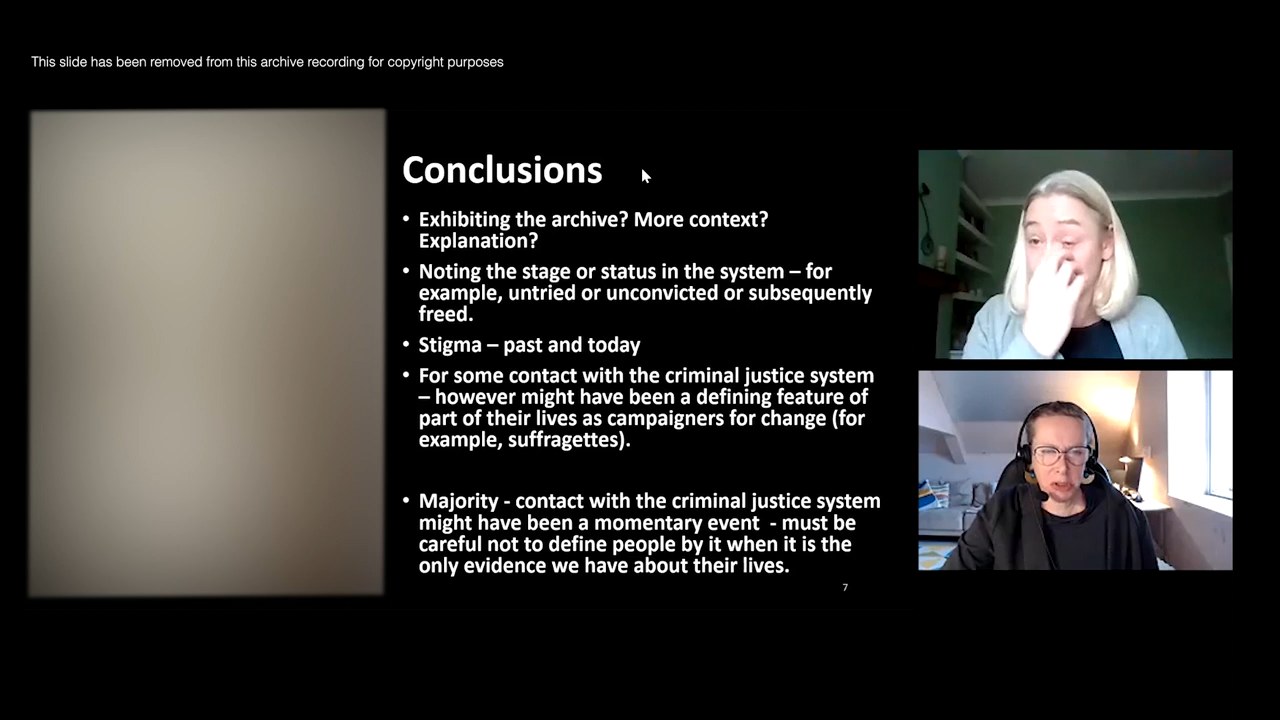 This slide has been removed from this archive recording for copyright purposes
Conclusions
• Exhibiting the archive? More context?
Explanation?
• Noting the stage or status in the system – for
example, untried or unconvicted or subsequently
freed.
• Stigma – past and today
• For some contact with the criminal justice system
– however might have been a defining feature of
part of their lives as campaigners for change (for
example, suffragettes).
• Majority - contact with the criminal justice system
might have been a momentary event  - must be
careful not to define people by it when it is the
only evidence we have about their lives.
7